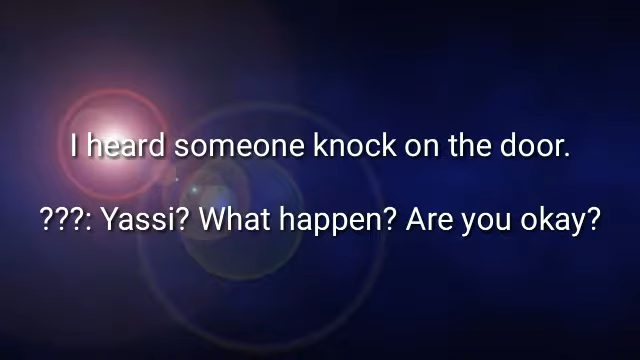 I heard someone knock on the door.
???: Yassi? What happen? Are you okay?